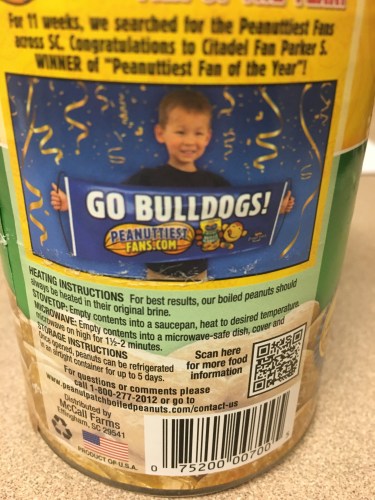 For 11 weeks, we searched for the Peanuttiest Fans
across SC. Congratulations to Citadel Fan Parker S.
WINNER of "Peanuttiest Fan of the Year"!
GO BULLDOGS!
PEANUTTIEST
FANS.COM
HEATING INSTRUCTIONS For best results, our boiled peanuts should
always be heated in their original brine.
STOVETOP: Empty contents into a saucepan, heat to desired temperature.
MICROWAVE: Empty contents into a microwave-safe dish, cover and
microwave on high for 1½-2 minutes.
STORAGE INSTRUCTIONS
Once opened, peanuts can be refrigerated
in an airtight container for up to 5 days.
Scan here
for more food
information
For questions or comments please
call 1-800-277-2012 or go to
www.peanutpatchboiledpeanuts.com/contact-us
Distributed by
McCall Farms
Effingham, SC 29541
PRODUCT OF U.S.A.
0 75200 00700 5